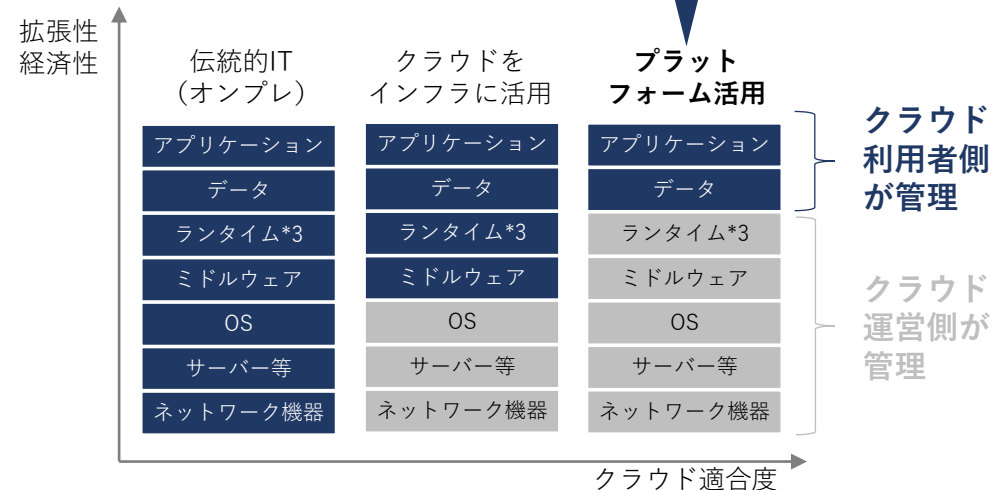 拡張性
経済性
伝統的IT
（オンプレ）
クラウドを
インフラに活用
プラット
フォーム活用
アプリケーション
データ
ランタイム*3
ミドルウェア
OS
サーバー等
ネットワーク機器
アプリケーション
データ
ランタイム*3
ミドルウェア
OS
サーバー等
ネットワーク機器
アプリケーション
データ
ランタイム*3
ミドルウェア
OS
サーバー等
ネットワーク機器
クラウド
利用者側
が管理
クラウド
運営側が
管理
クラウド適合度